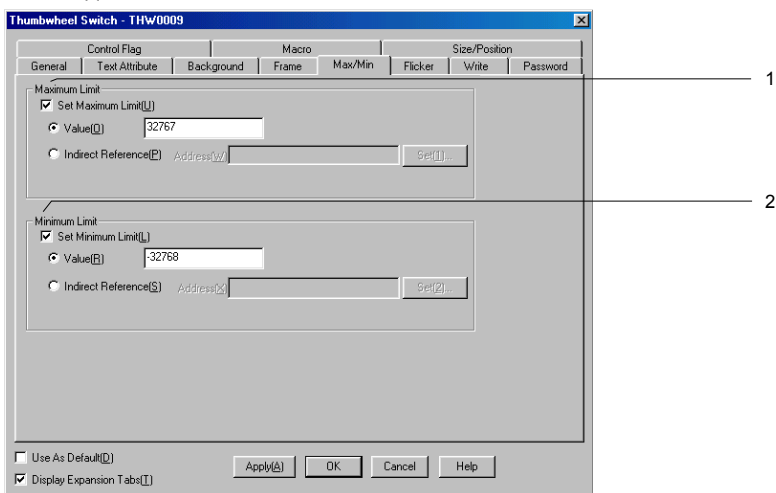 Thumbwheel Switch - THW0009
Control Flag Macro Size/Position
General Text Attribute Background Frame Max/Min Flicker Write Password
1
Maximum Limit
Set Maximum Limit(U)
Value(O) 32767
Indirect Reference(P) Address(W) Set(1)...
2
Minimum Limit
Set Minimum Limit(L)
Value(R) -32768
Indirect Reference(S) Address(X) Set(2)...
Use As Default(D)
Apply(A) OK Cancel Help
Display Expansion Tabs(T)